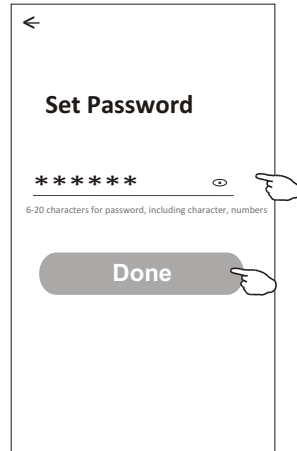 Set Password
******
6-20 characters for password, including character, numbers
Done